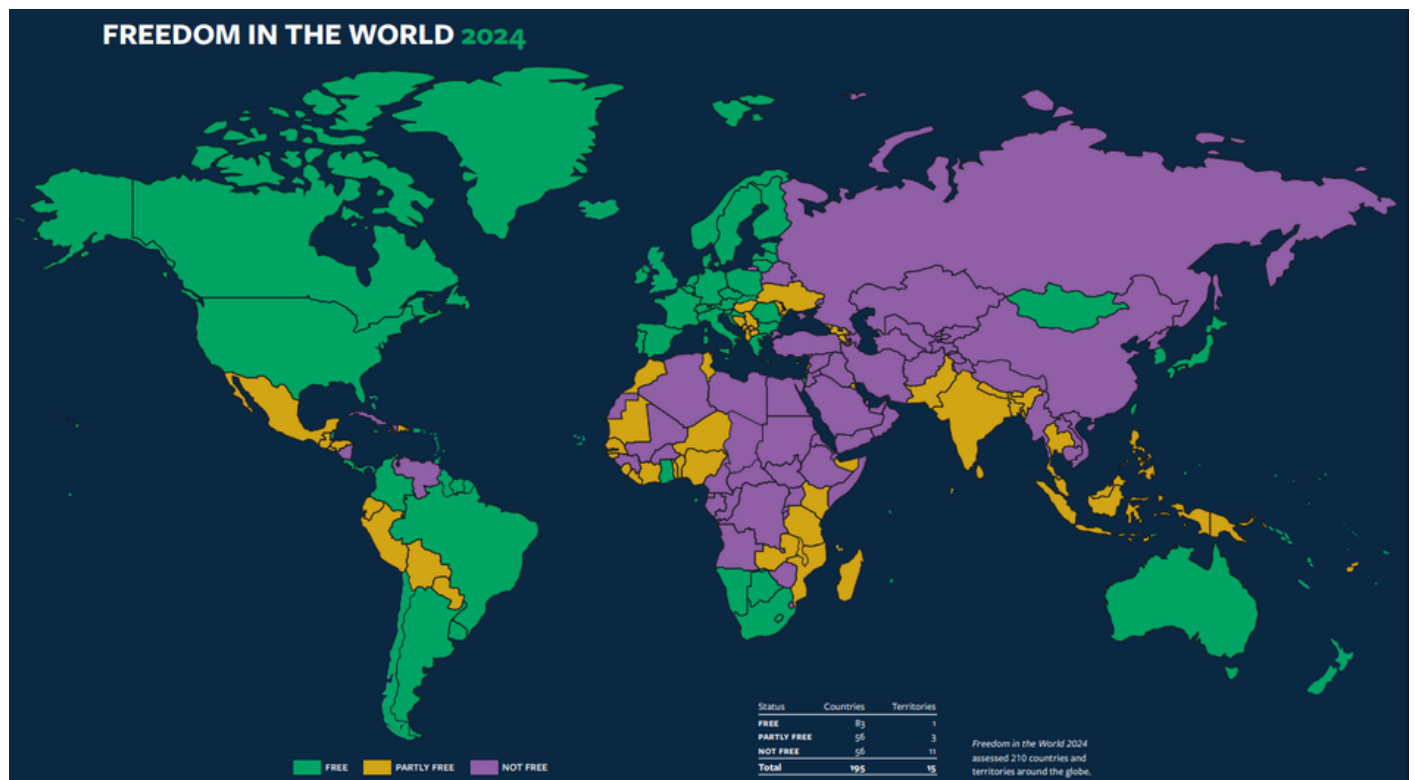 FREEDOM IN THE WORLD 2024
Status Countries Territories
FREE 83 1
PARTLY FREE 56 3
NOT FREE 56 11
Total 195 15
Freedom in the World 2024
assessed 210 countries and
territories around the globe.
FREE PARTLY FREE NOT FREE